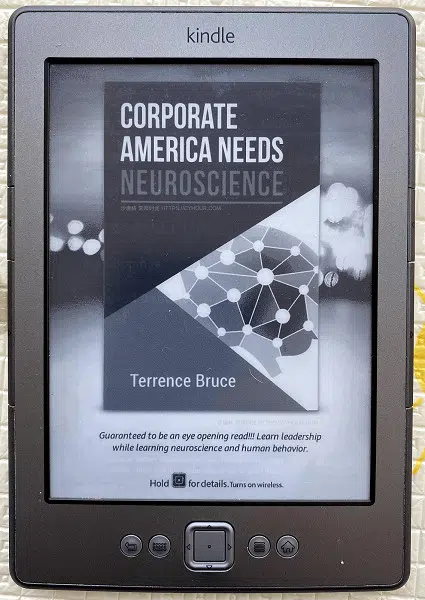 kindle
CORPORATE
AMERICA NEEDS
NEUROSCIENCE
Terrence Bruce
Guaranteed to be an eye opening read!!! Learn leadership
while learning neuroscience and human behavior.
Hold for details. Turns on wireless.